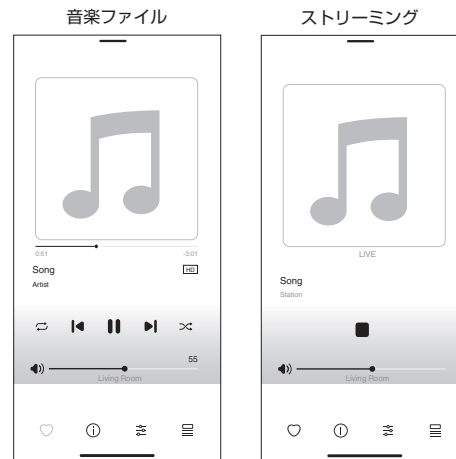 音楽ファイル
0:51 -3:01
Song HD
Artist
55
Living Room
ストリーミング
LIVE
Song
Station
Living Room